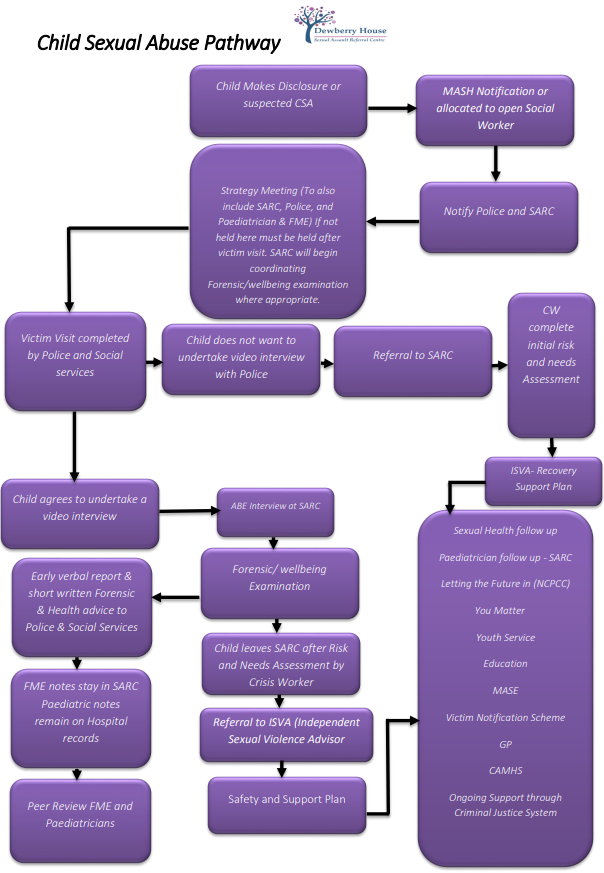 Child Sexual Abuse Pathway
Dewberry House
Sexual Assault Referral Centre
Child Makes Disclosure or
suspected CSA
MASH Notification or
allocated to open Social
Worker
Strategy Meeting (To also
include SARC, Police, and
Paediatrician & FME) If not
held here must be held after
victim visit. SARC will begin
coordinating
Forensic/wellbeing examination
where appropriate.
Notify Police and SARC
Victim Visit completed
by Police and Social
services
Child does not want to
undertake video interview
with Police
Referral to SARC
CW
complete
initial risk
and needs
Assessment
ISVA- Recovery
Support Plan
Child agrees to undertake a
video interview
ABE Interview at SARC
Forensic/ wellbeing
Examination
Early verbal report &
short written Forensic
& Health advice to
Police & Social Services
Child leaves SARC after Risk
and Needs Assessment by
Crisis Worker
FME notes stay in SARC
Paediatric notes
remain on Hospital
records
Referral to ISVA (Independent
Sexual Violence Advisor
Peer Review FME and
Paediatricians
Safety and Support Plan
Sexual Health follow up
Paediatrician follow up - SARC
Letting the Future in (NCPCC)
You Matter
Youth Service
Education
MASE
Victim Notification Scheme
GP
CAMHS
Ongoing Support through
Criminal Justice System